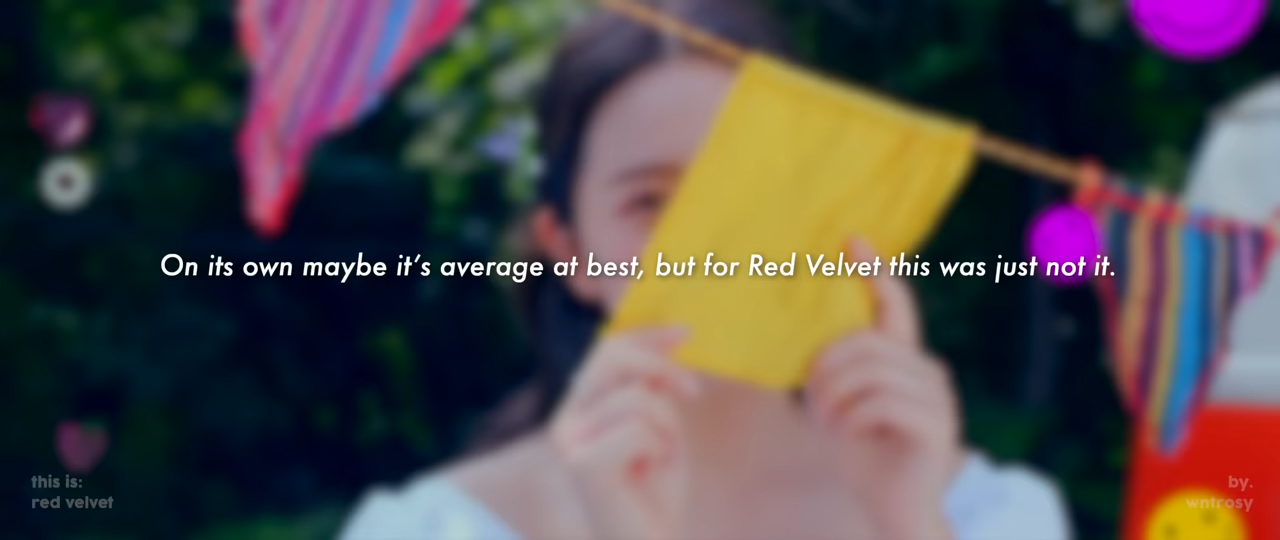 On its own maybe it's average at best, but for Red Velvet this was just not it.
this is:
red velvet
by.
wntrosy